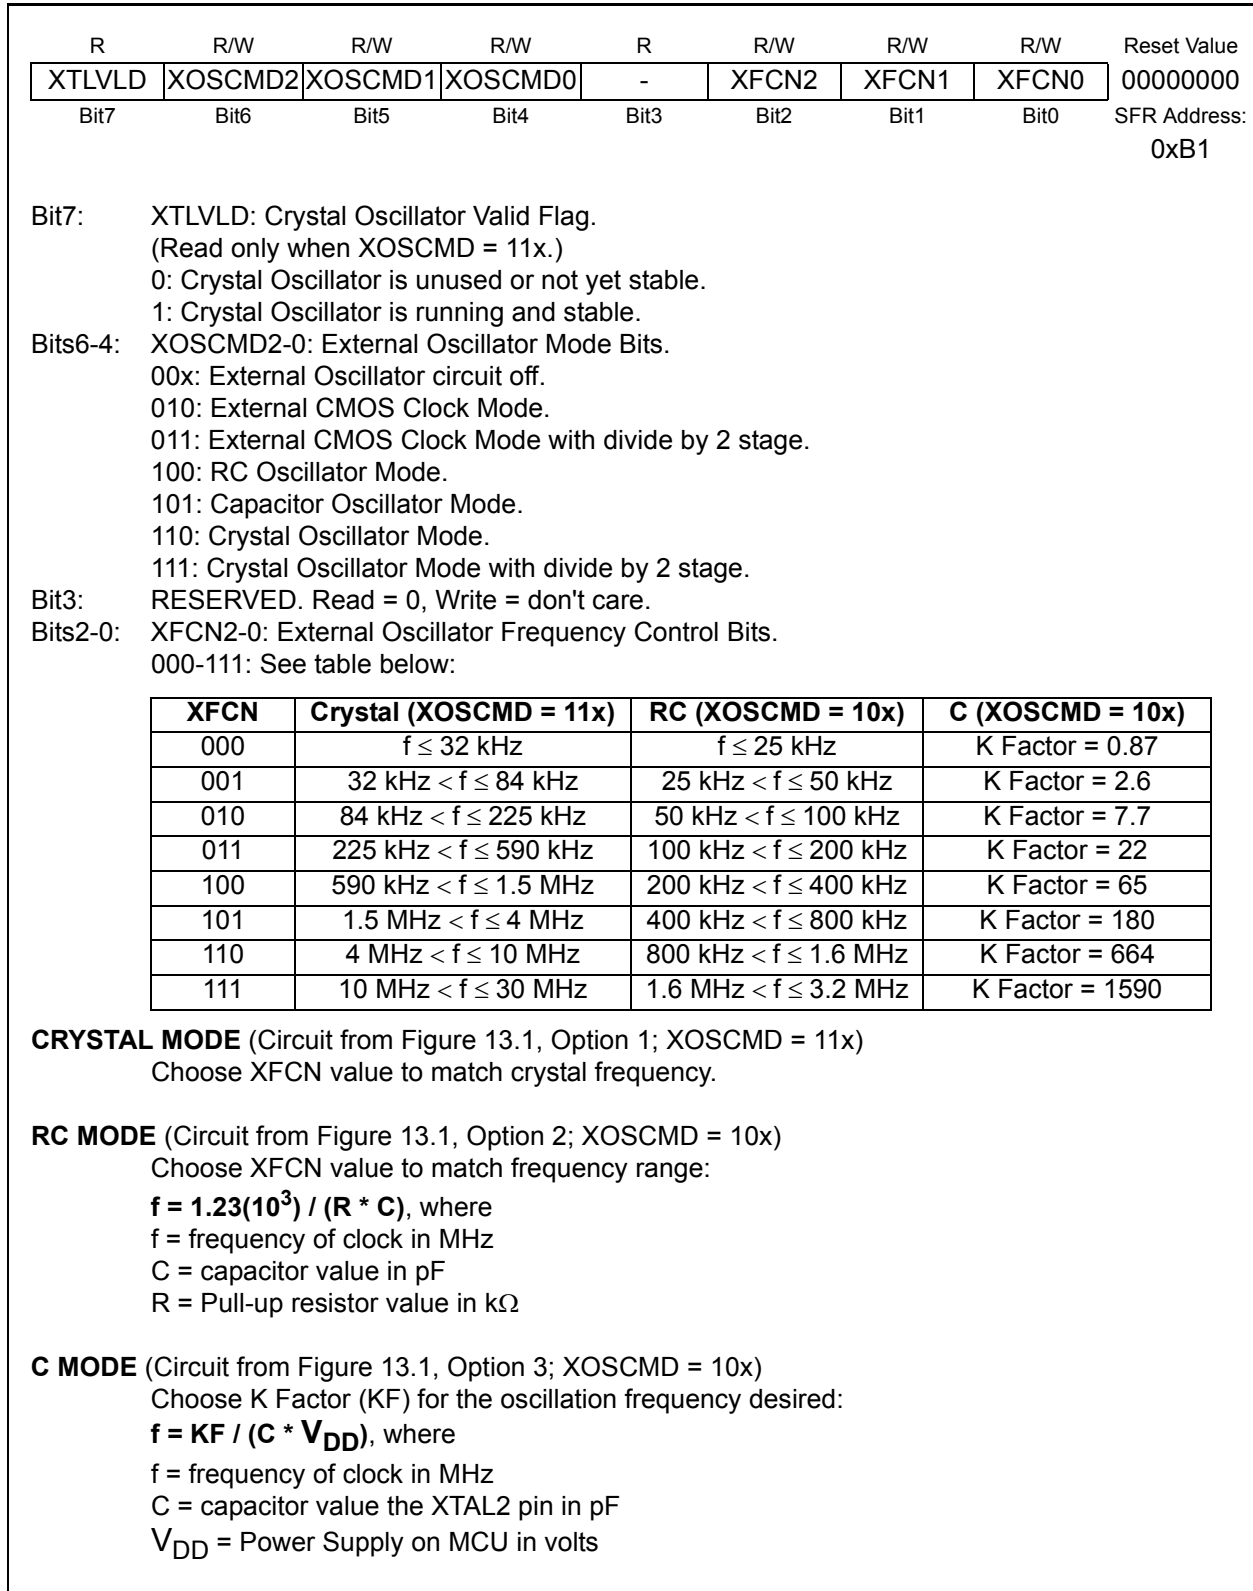 R R/W R/W R/W R R/W R/W R/W Reset Value
XTLVLD XOSCMD2 XOSCMD1 XOSCMD0 - XFCN2 XFCN1 XFCN0 00000000
Bit7 Bit6 Bit5 Bit4 Bit3 Bit2 Bit1 Bit0 SFR Address:
0xB1
Bit7: XTLVLD: Crystal Oscillator Valid Flag.
(Read only when XOSCMD = 11x.)
0: Crystal Oscillator is unused or not yet stable.
1: Crystal Oscillator is running and stable.
Bits6-4: XOSCMD2-0: External Oscillator Mode Bits.
00x: External Oscillator circuit off.
010: External CMOS Clock Mode.
011: External CMOS Clock Mode with divide by 2 stage.
100: RC Oscillator Mode.
101: Capacitor Oscillator Mode.
110: Crystal Oscillator Mode.
111: Crystal Oscillator Mode with divide by 2 stage.
Bit3: RESERVED. Read = 0, Write = don't care.
Bits2-0: XFCN2-0: External Oscillator Frequency Control Bits.
000-111: See table below:
XFCN Crystal (XOSCMD = 11x) RC (XOSCMD = 10x) C (XOSCMD = 10x)
000 f ≤ 32 kHz f ≤ 25 kHz K Factor = 0.87
001 32 kHz < f ≤ 84 kHz 25 kHz < f ≤ 50 kHz K Factor = 2.6
010 84 kHz < f ≤ 225 kHz 50 kHz < f ≤ 100 kHz K Factor = 7.7
011 225 kHz < f ≤ 590 kHz 100 kHz < f ≤ 200 kHz K Factor = 22
100 590 kHz < f ≤ 1.5 MHz 200 kHz < f ≤ 400 kHz K Factor = 65
101 1.5 MHz < f ≤ 4 MHz 400 kHz < f ≤ 800 kHz K Factor = 180
110 4 MHz < f ≤ 10 MHz 800 kHz < f ≤ 1.6 MHz K Factor = 664
111 10 MHz < f ≤ 30 MHz 1.6 MHz < f ≤ 3.2 MHz K Factor = 1590
CRYSTAL MODE (Circuit from Figure 13.1, Option 1; XOSCMD = 11x)
Choose XFCN value to match crystal frequency.
RC MODE (Circuit from Figure 13.1, Option 2; XOSCMD = 10x)
Choose XFCN value to match frequency range:
f = 1.23(10³) / (R * C), where
f = frequency of clock in MHz
C = capacitor value in pF
R = Pull-up resistor value in kΩ
C MODE (Circuit from Figure 13.1, Option 3; XOSCMD = 10x)
Choose K Factor (KF) for the oscillation frequency desired:
f = KF / (C * VDD), where
f = frequency of clock in MHz
C = capacitor value the XTAL2 pin in pF
VDD = Power Supply on MCU in volts